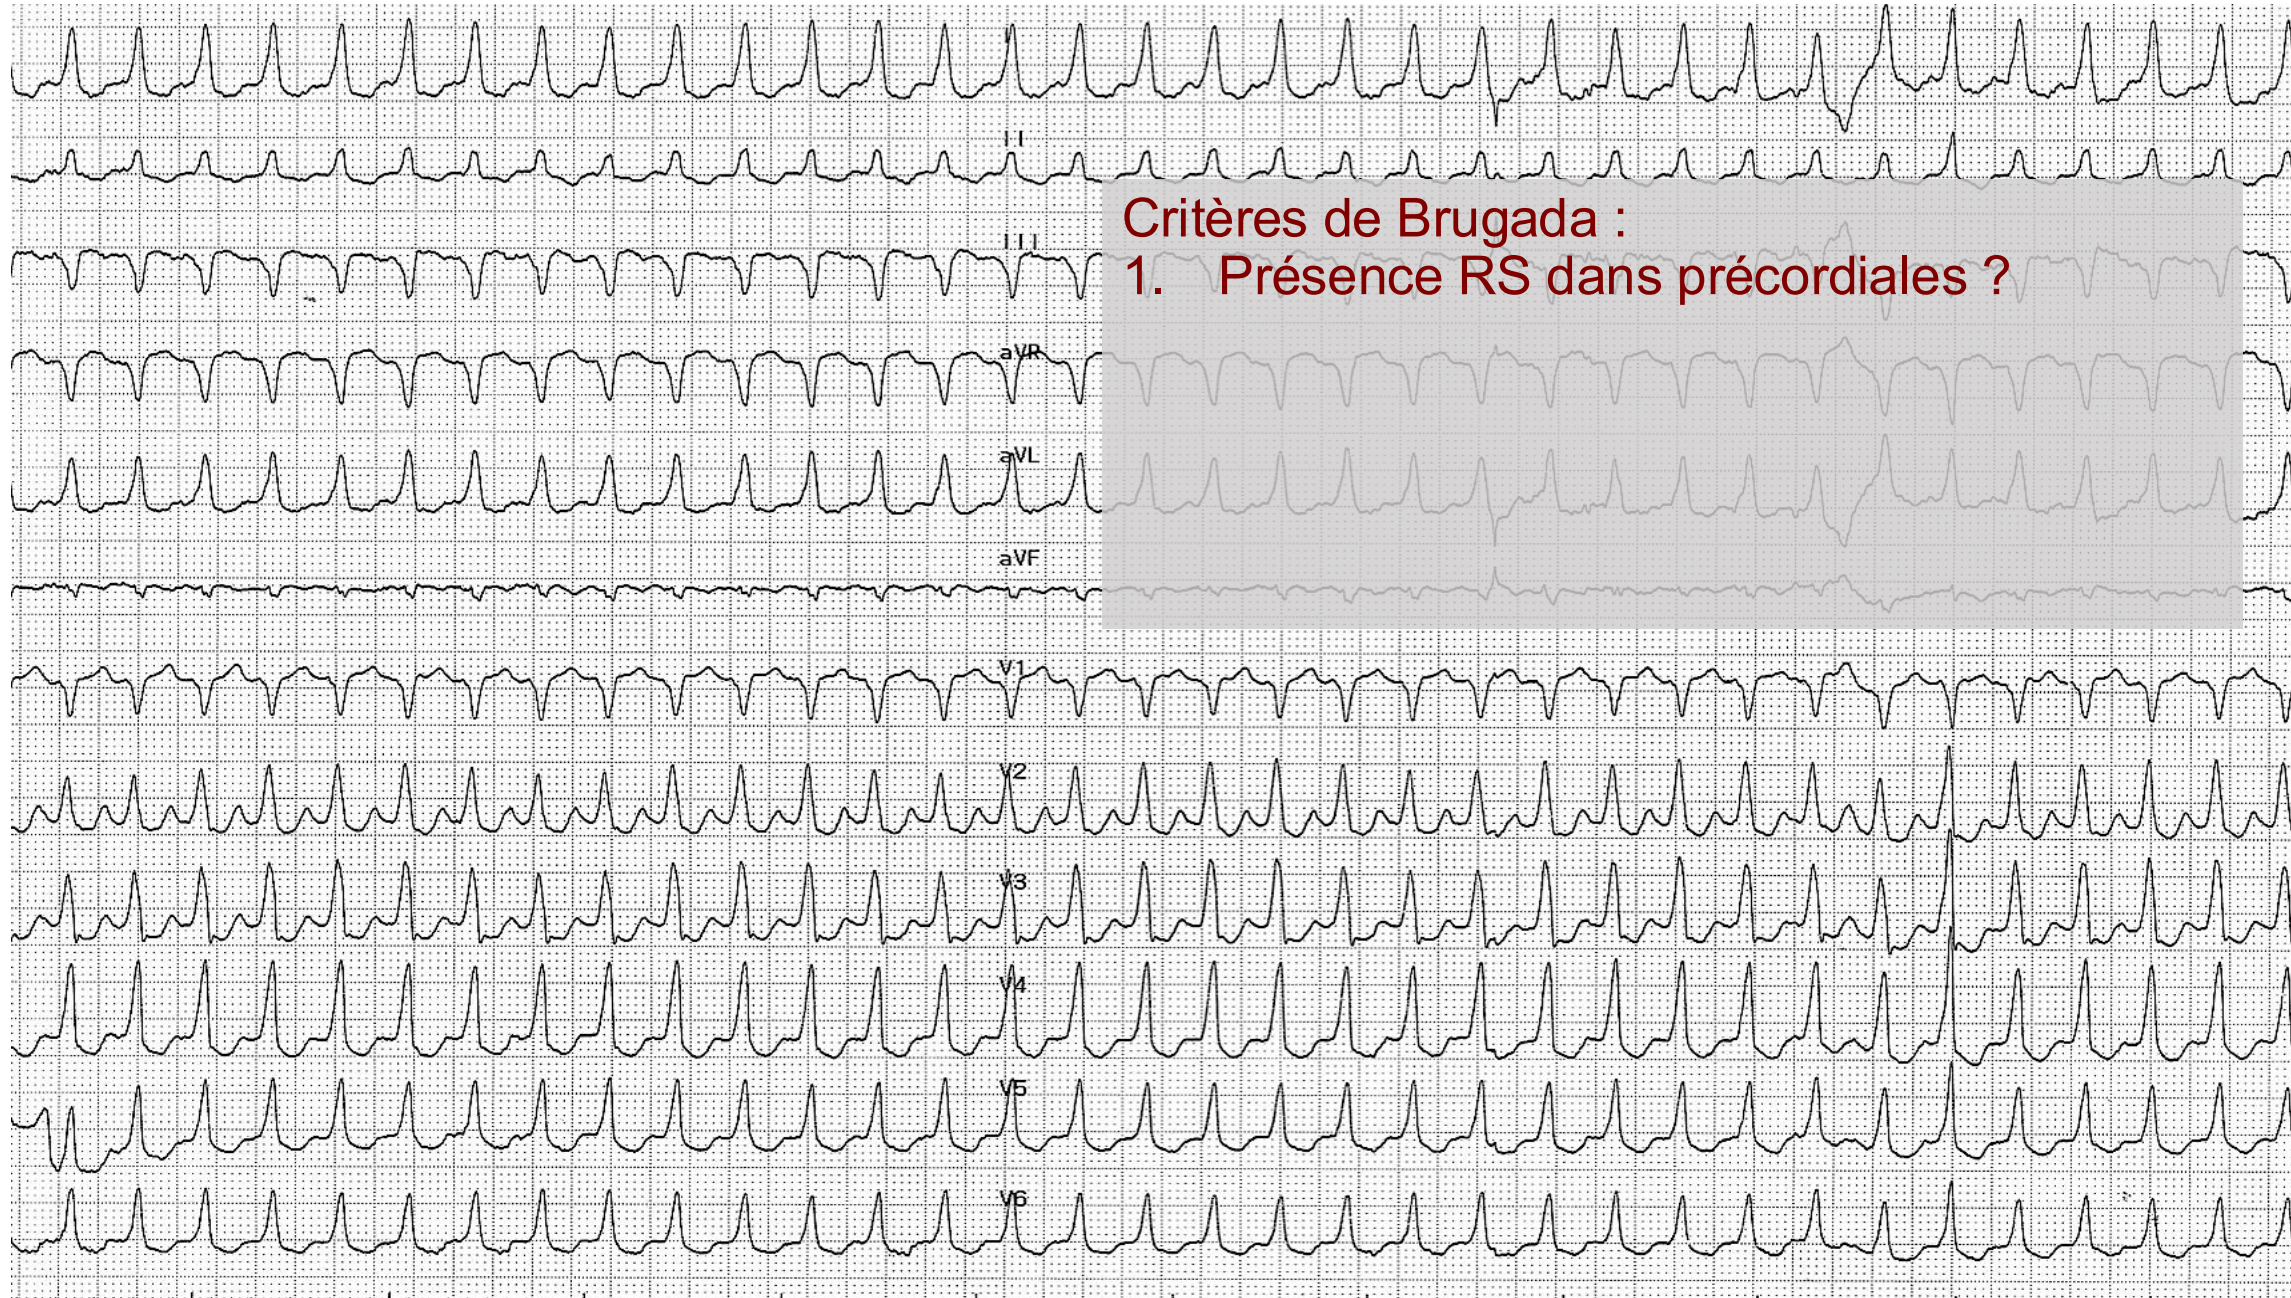 I
II
Critères de Brugada :
III
1. Présence RS dans précordiales ?
aVR
aVL
aVF
V1
V2
V3
V4
V5
V6